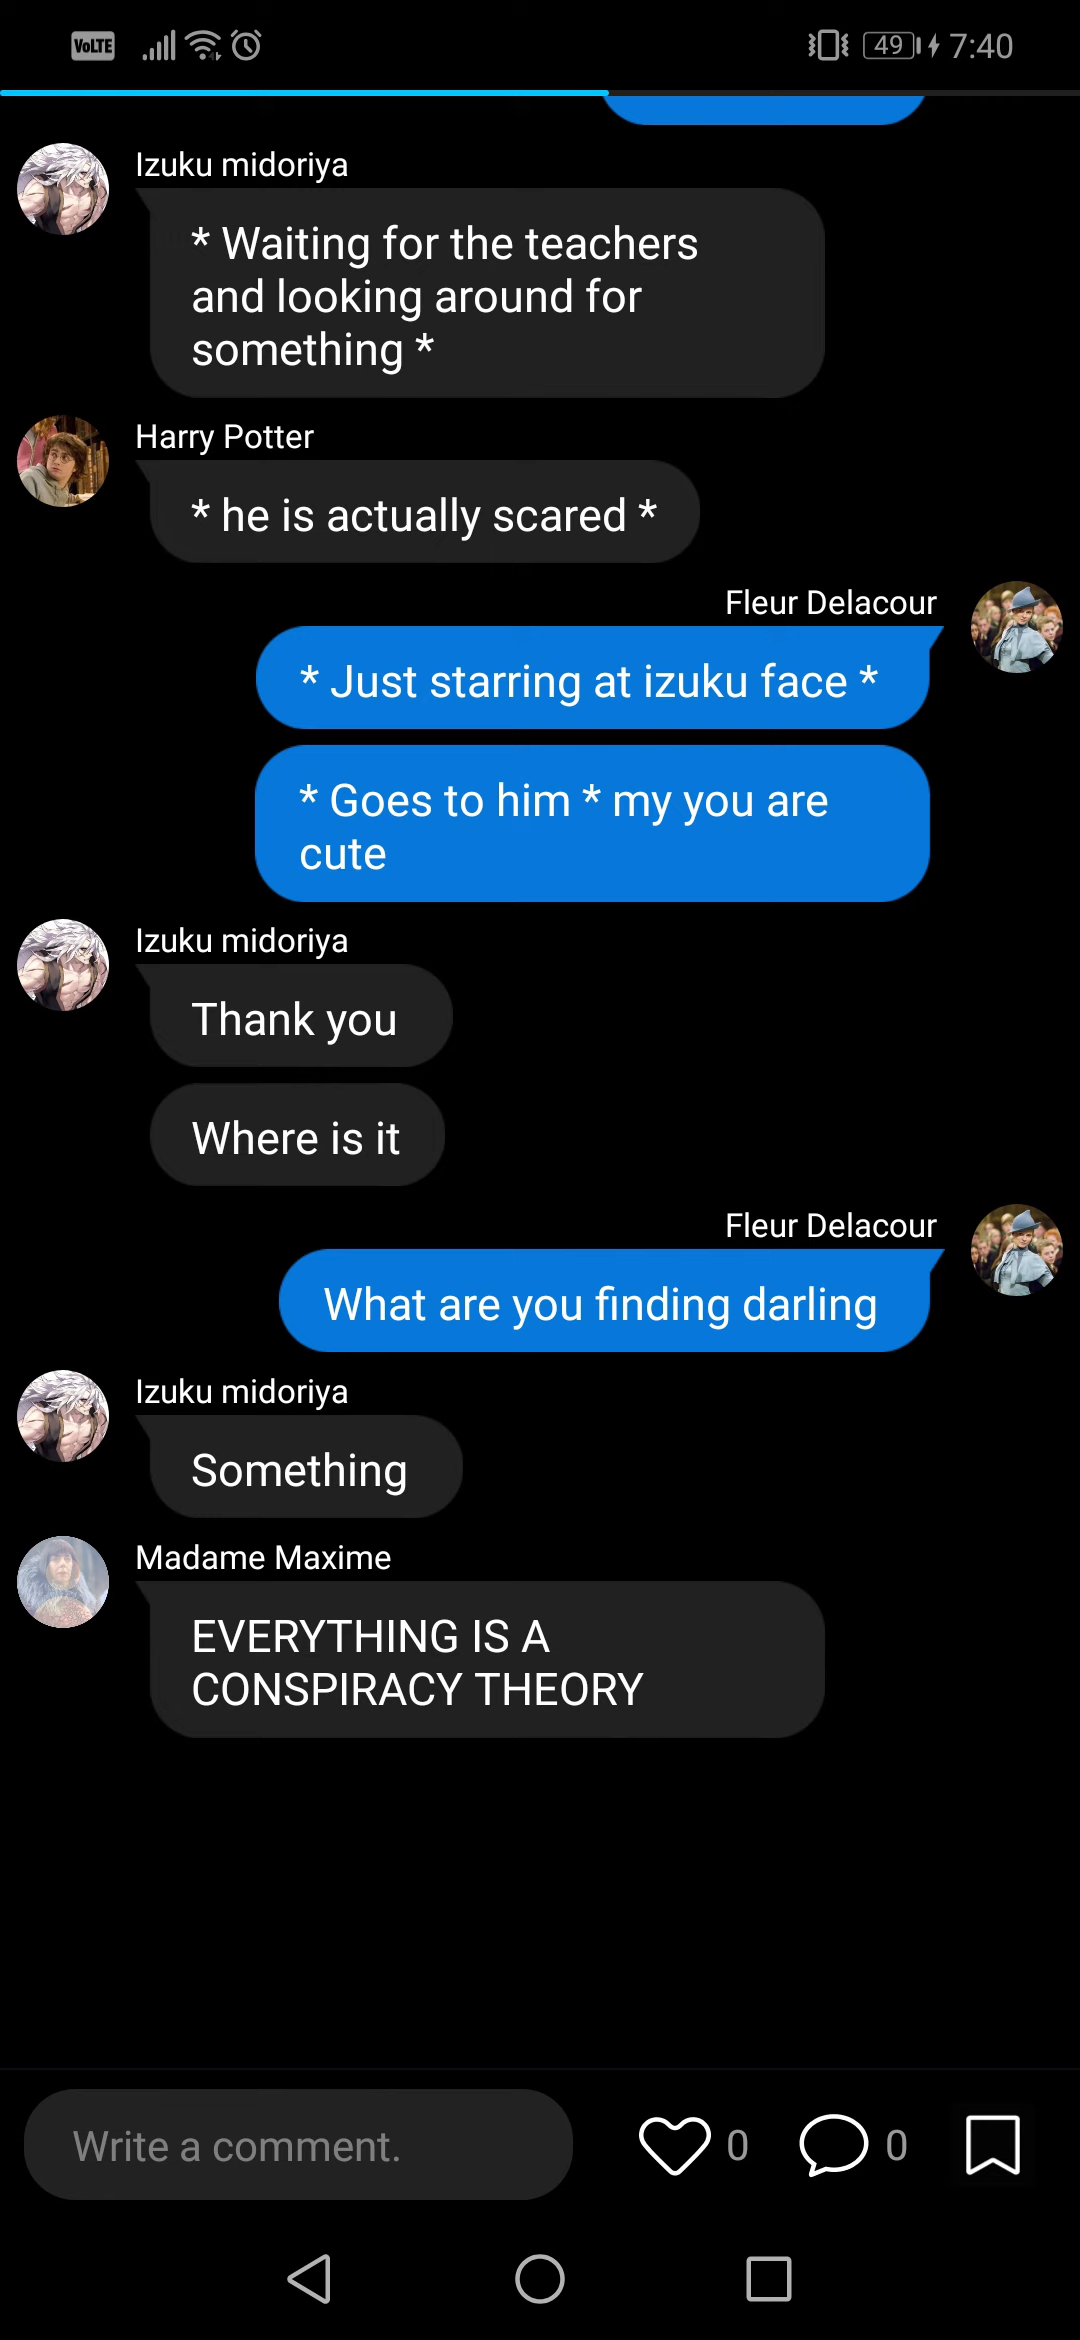 VoLTE 49 7:40
Izuku midoriya
* Waiting for the teachers
and looking around for
something *
Harry Potter
* he is actually scared *
Fleur Delacour
* Just starring at izuku face *
* Goes to him * my you are
cute
Izuku midoriya
Thank you
Where is it
Fleur Delacour
What are you finding darling
Izuku midoriya
Something
Madame Maxime
EVERYTHING IS A
CONSPIRACY THEORY
Write a comment. 0 0